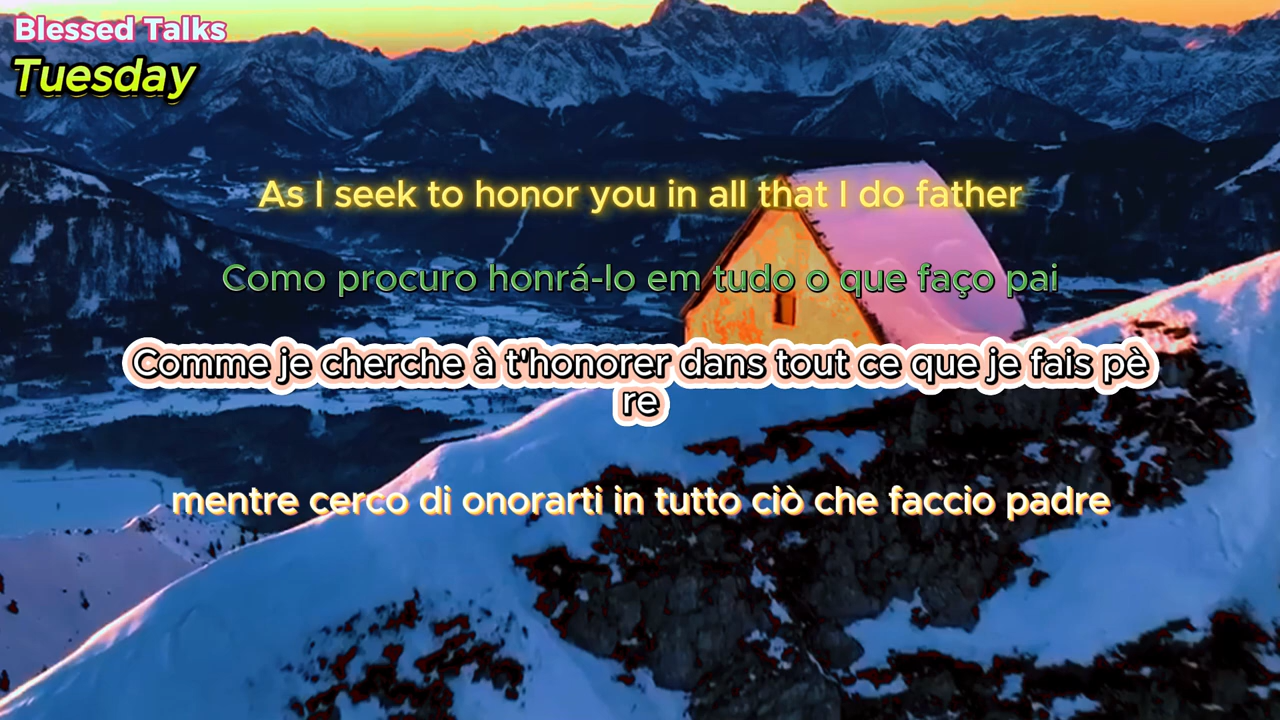 Blessed Talks
Tuesday
As I seek to honor you in all that I do father
Como procuro honrá-lo em tudo o que faço pai
Comme je cherche à t'honorer dans tout ce que je fais pè
re
mentre cerco di onorarti in tutto ciò che faccio padre